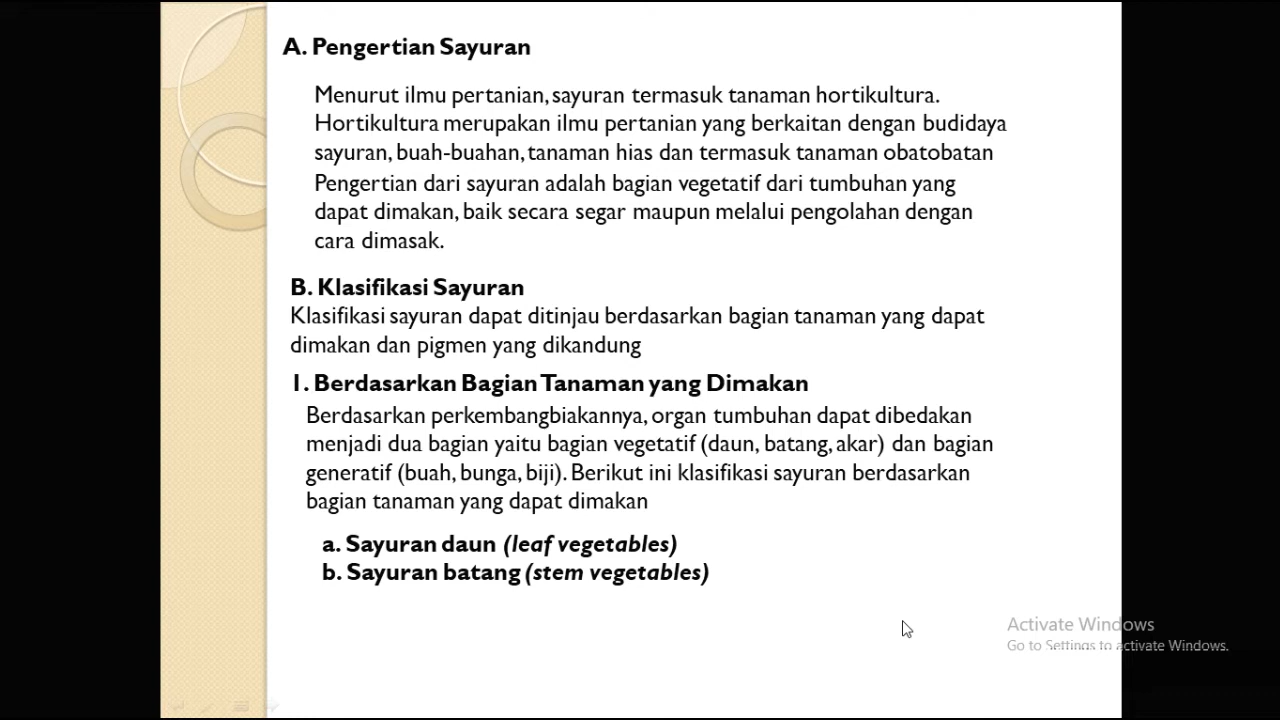 A. Pengertian Sayuran
Menurut ilmu pertanian, sayuran termasuk tanaman hortikultura.
Hortikultura merupakan ilmu pertanian yang berkaitan dengan budidaya
sayuran, buah-buahan, tanaman hias dan termasuk tanaman obatobatan
Pengertian dari sayuran adalah bagian vegetatif dari tumbuhan yang
dapat dimakan, baik secara segar maupun melalui pengolahan dengan
cara dimasak.
B. Klasifikasi Sayuran
Klasifikasi sayuran dapat ditinjau berdasarkan bagian tanaman yang dapat
dimakan dan pigmen yang dikandung
1. Berdasarkan Bagian Tanaman yang Dimakan
Berdasarkan perkembangbiakannya, organ tumbuhan dapat dibedakan
menjadi dua bagian yaitu bagian vegetatif (daun, batang, akar) dan bagian
generatif (buah, bunga, biji). Berikut ini klasifikasi sayuran berdasarkan
bagian tanaman yang dapat dimakan
a. Sayuran daun (leaf vegetables)
b. Sayuran batang (stem vegetables)
Activate Windows
Go to Settings to activate Windows.